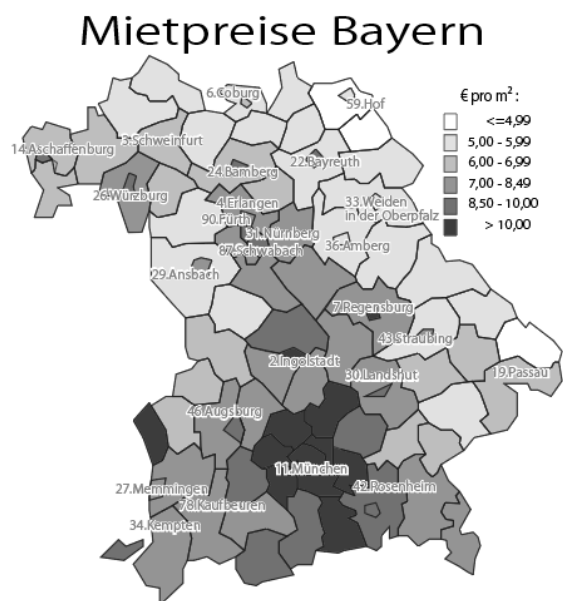 Mietpreise Bayern
6.Coburg
59.Hof
€ pro m² :
<=4,99
5,00 - 5,99
6,00 - 6,99
7,00 - 8,49
8,50 - 10,00
> 10,00
3.Schweinfurt
14.Aschaffenburg
22.Bayreuth
24.Bamberg
26.Würzburg
4.Erlangen
33.Weiden
in der Oberpfalz
90.Fürth
31.Nürnberg
36.Amberg
87.Schwabach
29.Ansbach
7.Regensburg
43.Straubing
2.Ingolstadt
30.Landshut
19.Passau
46.Augsburg
11.München
27.Memmingen
42.Rosenheim
78.Kaufbeuren
34.Kempten